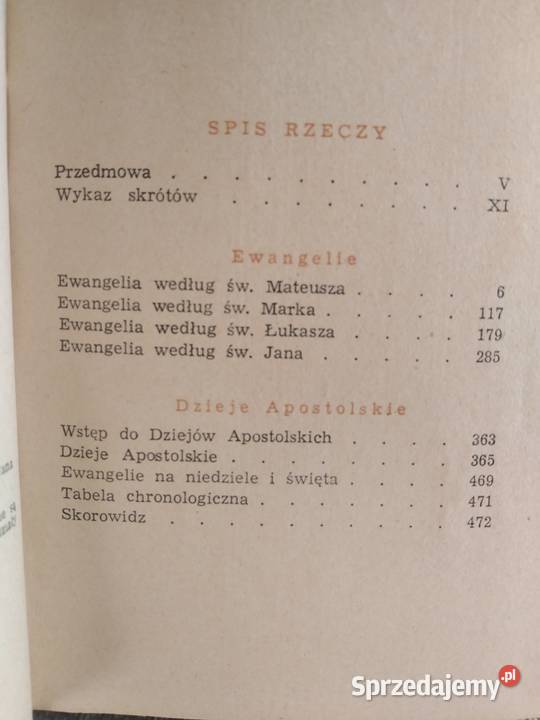 SPIS RZECZY
Przedmowa . . . . . . . . . . V
Wykaz skrótów . . . . . . . . XI
Ewangelie
Ewangelia według św. Mateusza . . . . 6
Ewangelia według św. Marka . . . . . 117
Ewangelia według św. Łukasza . . . . 179
Ewangelia według św. Jana . . . . . 285
Dzieje Apostolskie
Wstęp do Dziejów Apostolskich . . . . 363
Dzieje Apostolskie . . . . . . . 365
Ewangelie na niedziele i święta . . . . 469
Tabela chronologiczna . . . . . . 471
Skorowidz . . . . . . . . . 472
Sprzedajemy.pl